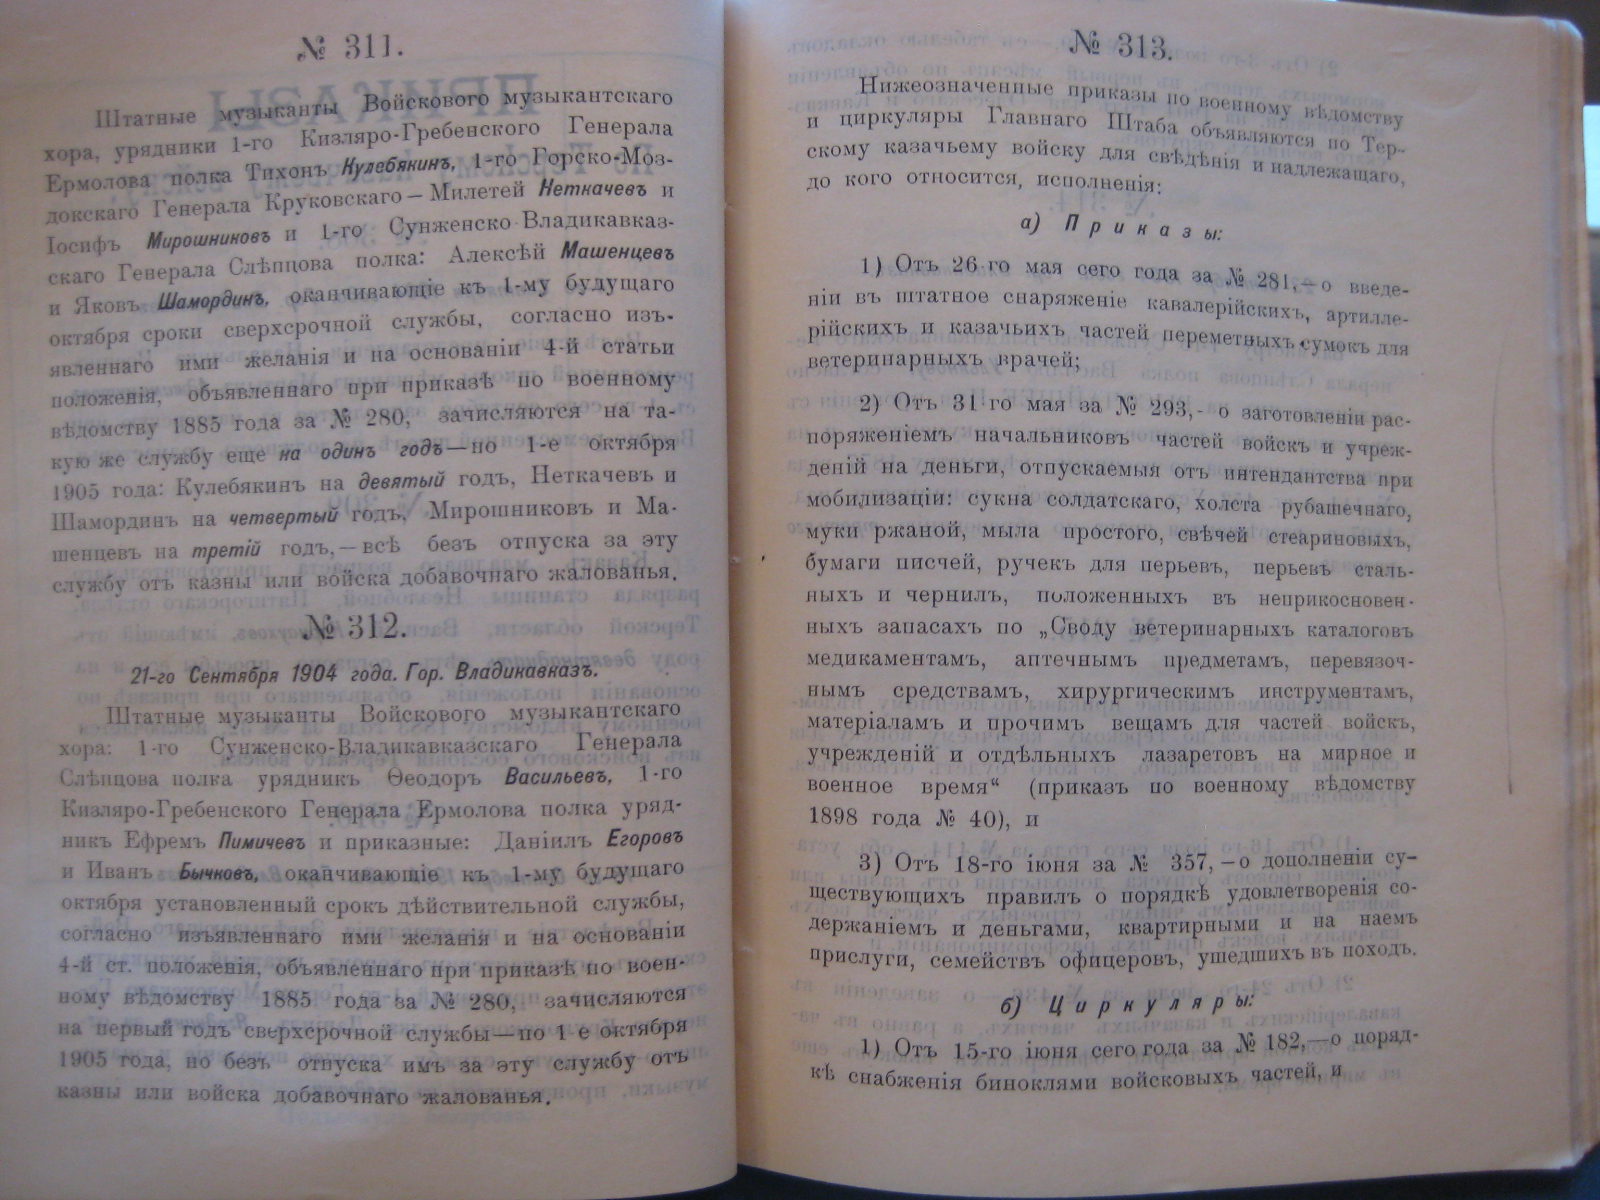 № 311.
Штатные музыканты Войскового музыкантскаго
хора, урядники 1-го Кизляро-Гребенского Генерала
Ермолова полка Тихонъ Кулебякинъ, 1-го Горско-Моз-
докскаго Генерала Круковскаго — Милетей Неткачевъ и
Іосифъ Мирошниковъ и 1-го Сунженско-Владикавказ-
скаго Генерала Слѣпцова полка: Алексѣй Машенцевъ
и Яковъ Шамординъ, оканчивающіе къ 1-му будущаго
октября сроки сверхсрочной службы, согласно изъ-
явленнаго ими желанія и на основаніи 4-й статьи
положенія, объявленнаго при приказѣ по военному
вѣдомству 1885 года за № 280, зачисляются на та-
кую же службу еще на одинъ годъ—по 1-е октября
1905 года: Кулебякинъ на девятый годъ, Неткачевъ и
Шамординъ на четвертый годъ, Мирошниковъ и Ма-
шенцевъ на третій годъ,—всѣ безъ отпуска за эту
службу отъ казны или войска добавочнаго жалованья.
№ 312.
21-го Сентября 1904 года. Гор. Владикавказъ.
Штатные музыканты Войскового музыкантскаго
хора: 1-го Сунженско-Владикавказскаго Генерала
Слѣпцова полка урядникъ Ѳеодоръ Васильевъ, 1-го
Кизляро-Гребенского Генерала Ермолова полка уряд-
никъ Ефремъ Пимичевъ и приказные: Даніилъ Егоровъ
и Иванъ Бычковъ, оканчивающіе къ 1-му будущаго
октября установленный срокъ дѣйствительной службы,
согласно изъявленнаго ими желанія и на основаніи
4-й ст. положенія, объявленнаго при приказѣ по воен-
ному вѣдомству 1885 года за № 280, зачисляются
на первый годъ сверхсрочной службы—по 1-е октября
1905 года, но безъ отпуска имъ за эту службу отъ
казны или войска добавочнаго жалованья.
№ 313.
Нижеозначенные приказы по военному вѣдомству
и циркуляры Главнаго Штаба объявляются по Тер-
скому казачьему войску для свѣдѣнія и надлежащаго,
до кого относится, исполненія:
а) Приказы:
1) Отъ 26-го мая сего года за № 281,—о введе-
ніи въ штатное снаряженіе кавалерійскихъ, артилле-
рійскихъ и казачьихъ частей переметныхъ сумокъ для
ветеринарныхъ врачей;
2) Отъ 31-го мая за № 293,- о заготовленіи рас-
поряженіемъ начальниковъ частей войскъ и учреж-
деній на деньги, отпускаемыя отъ интендантства при
мобилизаціи: сукна солдатскаго, холста рубашечнаго,
муки ржаной, мыла простого, свѣчей стеариновыхъ,
бумаги писчей, ручекъ для перьевъ, перьевъ сталь-
ныхъ и чернилъ, положенныхъ въ неприкосновен-
ныхъ запасахъ по „Своду ветеринарныхъ каталоговъ
медикаментамъ, аптечнымъ предметамъ, перевязоч-
нымъ средствамъ, хирургическимъ инструментамъ,
матеріаламъ и прочимъ вещамъ для частей войскъ,
учрежденій и отдѣльныхъ лазаретовъ на мирное и
военное время“ (приказъ по военному вѣдомству
1898 года № 40), и
3) Отъ 18-го іюня за № 357,—о дополненіи су-
ществующихъ правилъ о порядкѣ удовлетворенія со-
держаніемъ и деньгами, квартирными и на наемъ
прислуги, семействъ офицеровъ, ушедшихъ въ походъ.
б) Циркуляры:
1) Отъ 15-го іюня сего года за № 182,—о поряд-
кѣ снабженія биноклями войсковыхъ частей, и